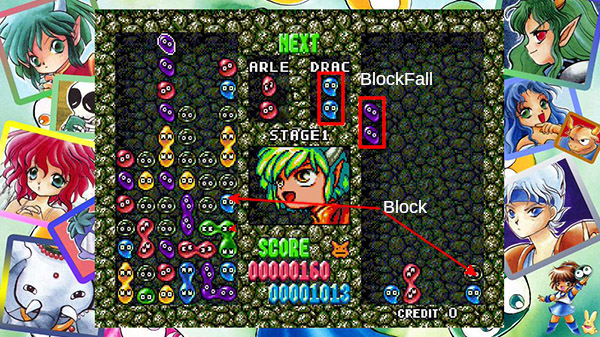 NEXT
ARLE DRAC
BlockFall
STAGE1
Block
SCORE
00000160
00001013
CREDIT 0